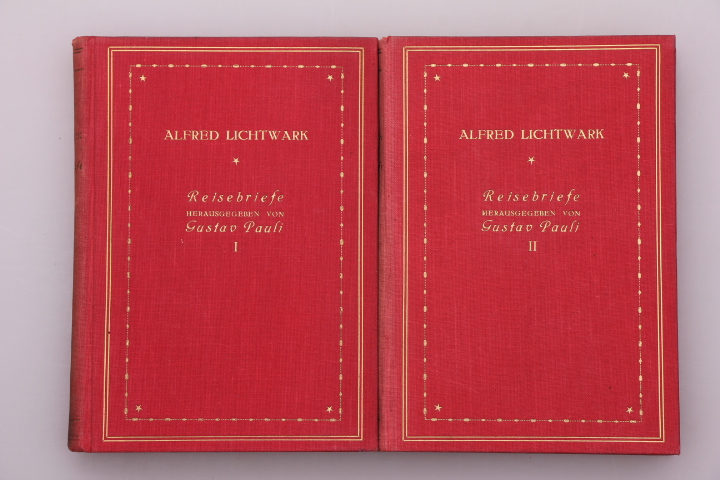 ALFRED LICHTWARK
Reisebriefe
HERAUSGEGEBEN VON
Gustav Pauli
I
ALFRED LICHTWARK
Reisebriefe
HERAUSGEGEBEN VON
Gustav Pauli
II